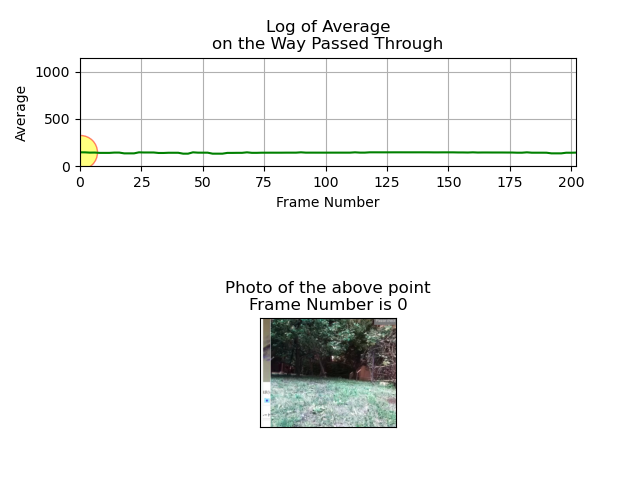 Log of Average
on the Way Passed Through
1000
500
0
Average
0 25 50 75 100 125 150 175 200
Frame Number
Photo of the above point
Frame Number is 0